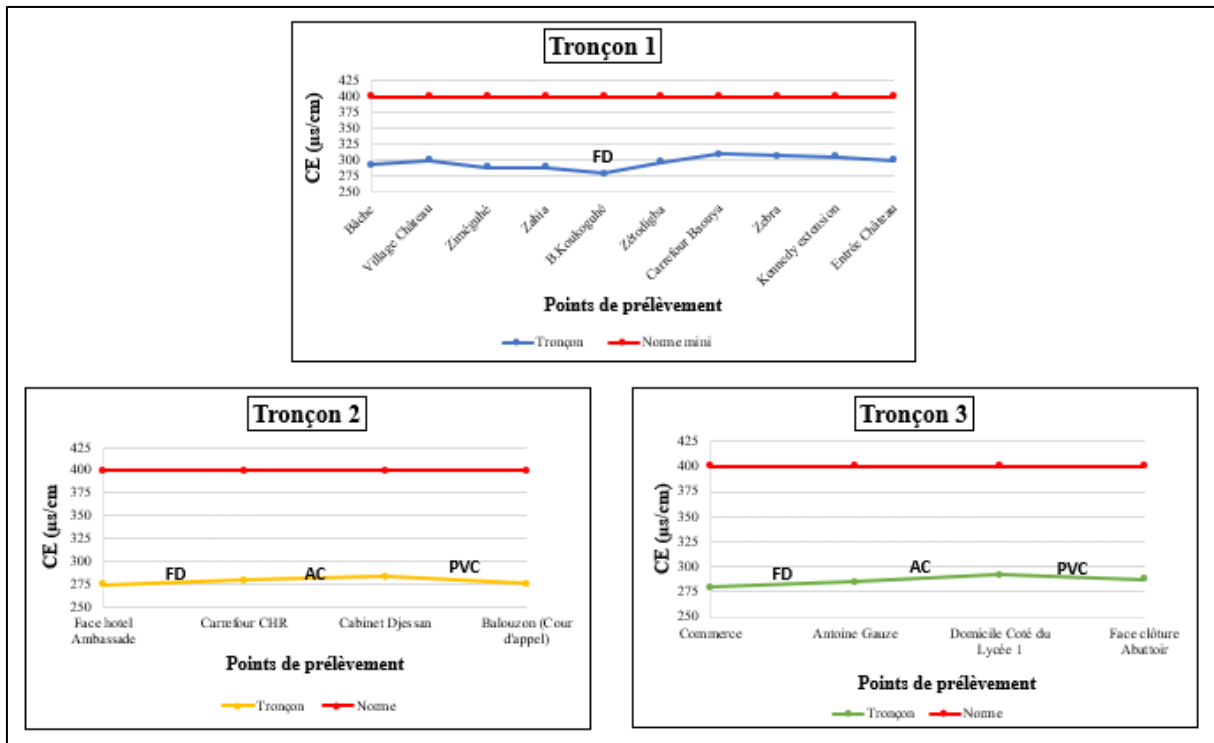 Tronçon 1
CE (µs/cm)
425
400
375
350
325
300
275
250
FD
Bâche
Village Château
Ziméguhé
Zahia
B.Koukoguhé
Zétodigba
Carrefour Baouya
Zebra
Kennedy extension
Entrée Château
Points de prélèvement
Tronçon Norme mini
Tronçon 2
CE (µs/cm
425
400
375
350
325
300
275
250
FD AC PVC
Face hotel Ambassade
Carrefour CHR
Cabinet Djessan
Balouzon (Cour d'appel)
Points de prélèvement
Tronçon Norme
Tronçon 3
CE (µs/cm)
425
400
375
350
325
300
275
250
FD AC PVC
Commerce
Antoine Gauze
Domicile Coté du Lycée 1
Face clôture Abattoir
Points de prélèvement
Tronçon Norme